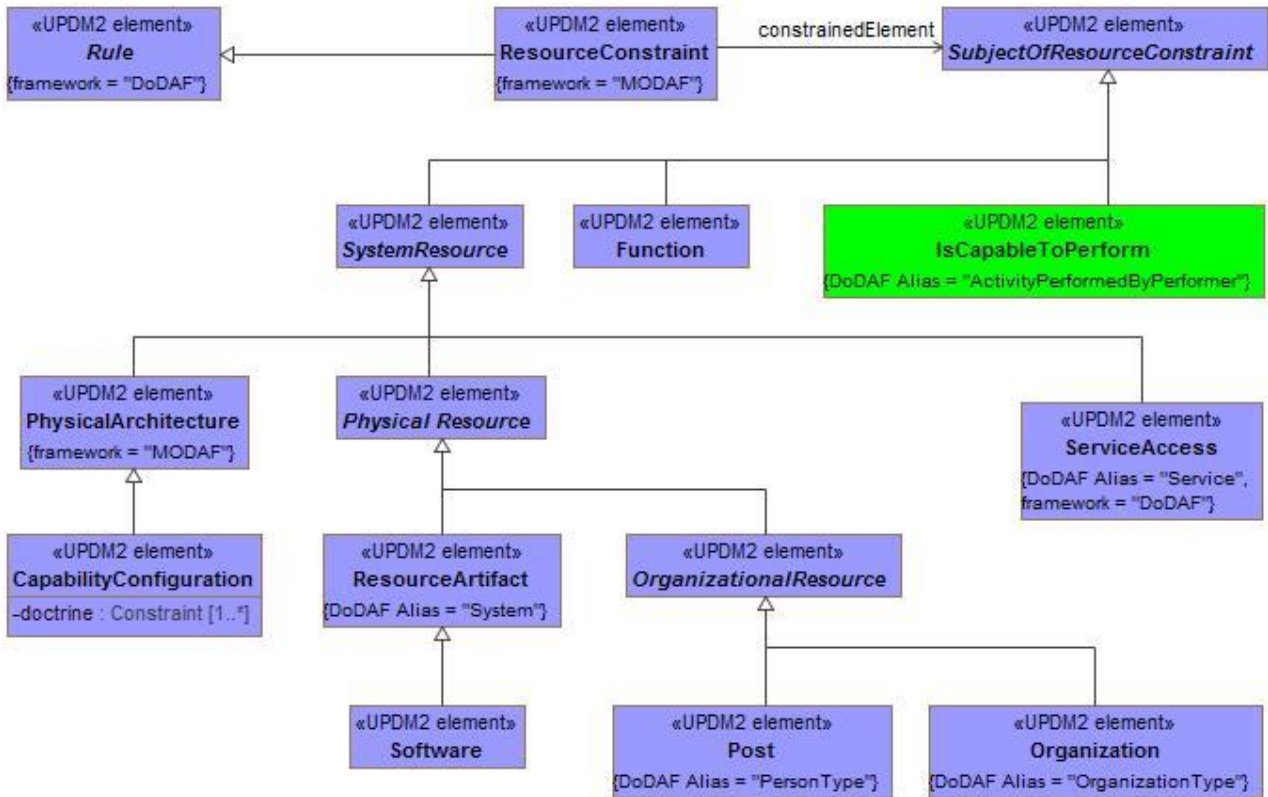 «UPDM2 element»
Rule
{framework = "DoDAF"}
«UPDM2 element»
ResourceConstraint
{framework = "MODAF"}
constrainedElement
«UPDM2 element»
SubjectOfResourceConstraint
«UPDM2 element»
SystemResource
«UPDM2 element»
Function
«UPDM2 element»
IsCapableToPerform
{DoDAF Alias = "ActivityPerformedByPerformer"}
«UPDM2 element»
PhysicalArchitecture
{framework = "MODAF"}
«UPDM2 element»
Physical Resource
«UPDM2 element»
ServiceAccess
{DoDAF Alias = "Service",
framework = "DoDAF"}
«UPDM2 element»
CapabilityConfiguration
-doctrine : Constraint [1..*]
«UPDM2 element»
ResourceArtifact
{DoDAF Alias = "System"}
«UPDM2 element»
OrganizationalResource
«UPDM2 element»
Software
«UPDM2 element»
Post
{DoDAF Alias = "PersonType"}
«UPDM2 element»
Organization
{DoDAF Alias = "OrganizationType"}